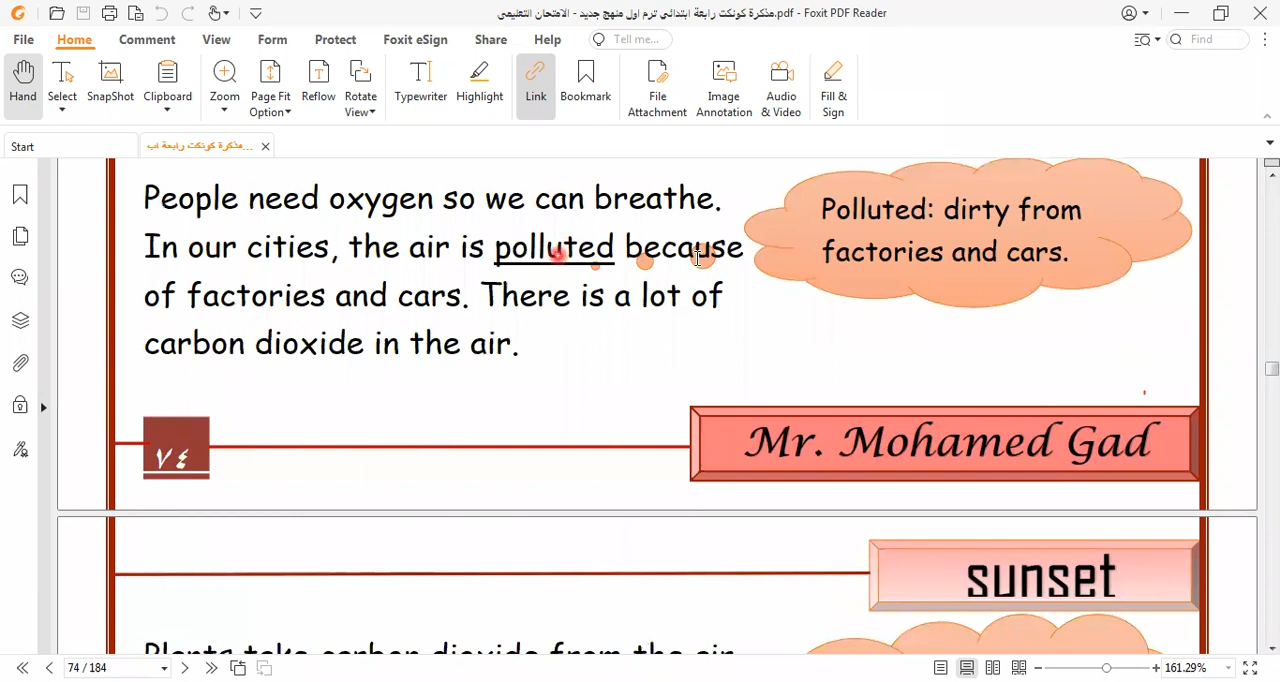 مذكرة كونكت رابعة ابتدائي ترم اول منهج جديد - الامتحان التعليمي.pdf - Foxit PDF Reader
File Home Comment View Form Protect Foxit eSign Share Help Tell me... Find
Hand Select SnapShot Clipboard Zoom Page Fit Option Reflow Rotate View Typewriter Highlight Link Bookmark File Attachment Image Annotation Audio & Video Fill & Sign
Start مذكرة كونكت رابعة اب...
People need oxygen so we can breathe.
In our cities, the air is polluted because
of factories and cars. There is a lot of
carbon dioxide in the air.
Polluted: dirty from
factories and cars.
٧٤
Mr. Mohamed Gad
sunset
Plants take carbon dioxide from the air
74 / 184
161.29%